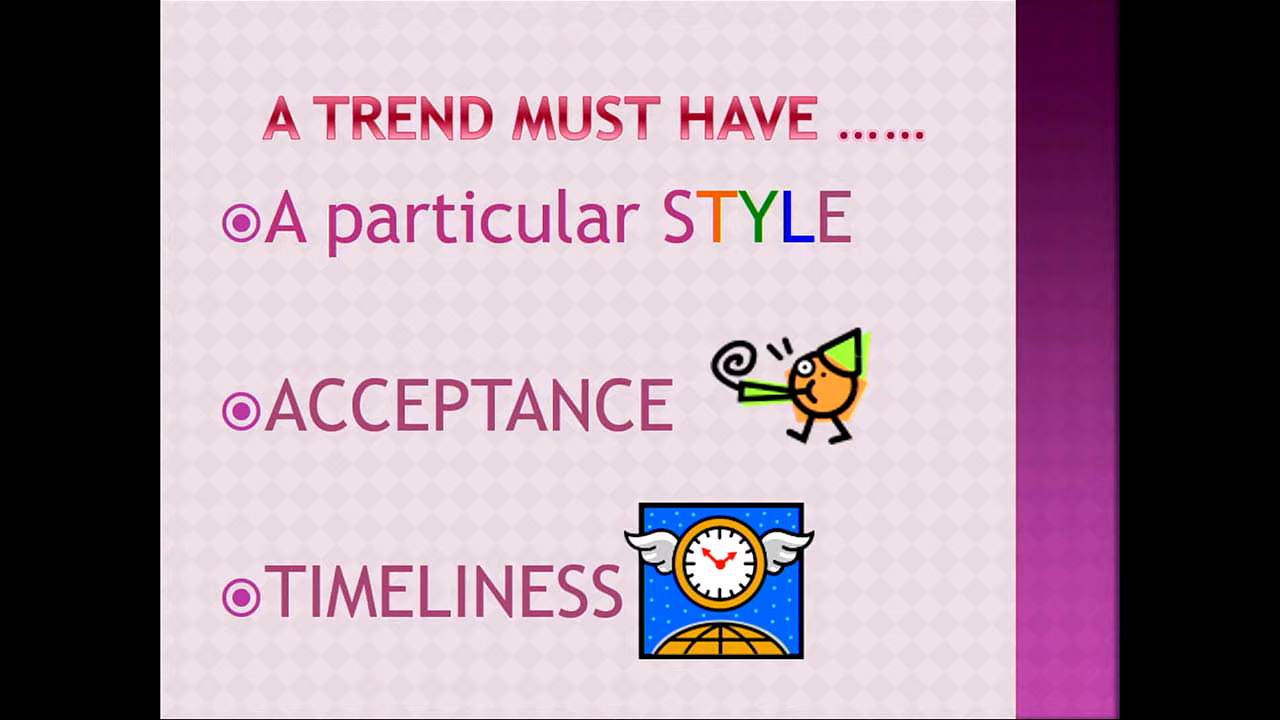 A TREND MUST HAVE ……
A particular STYLE
ACCEPTANCE
TIMELINESS